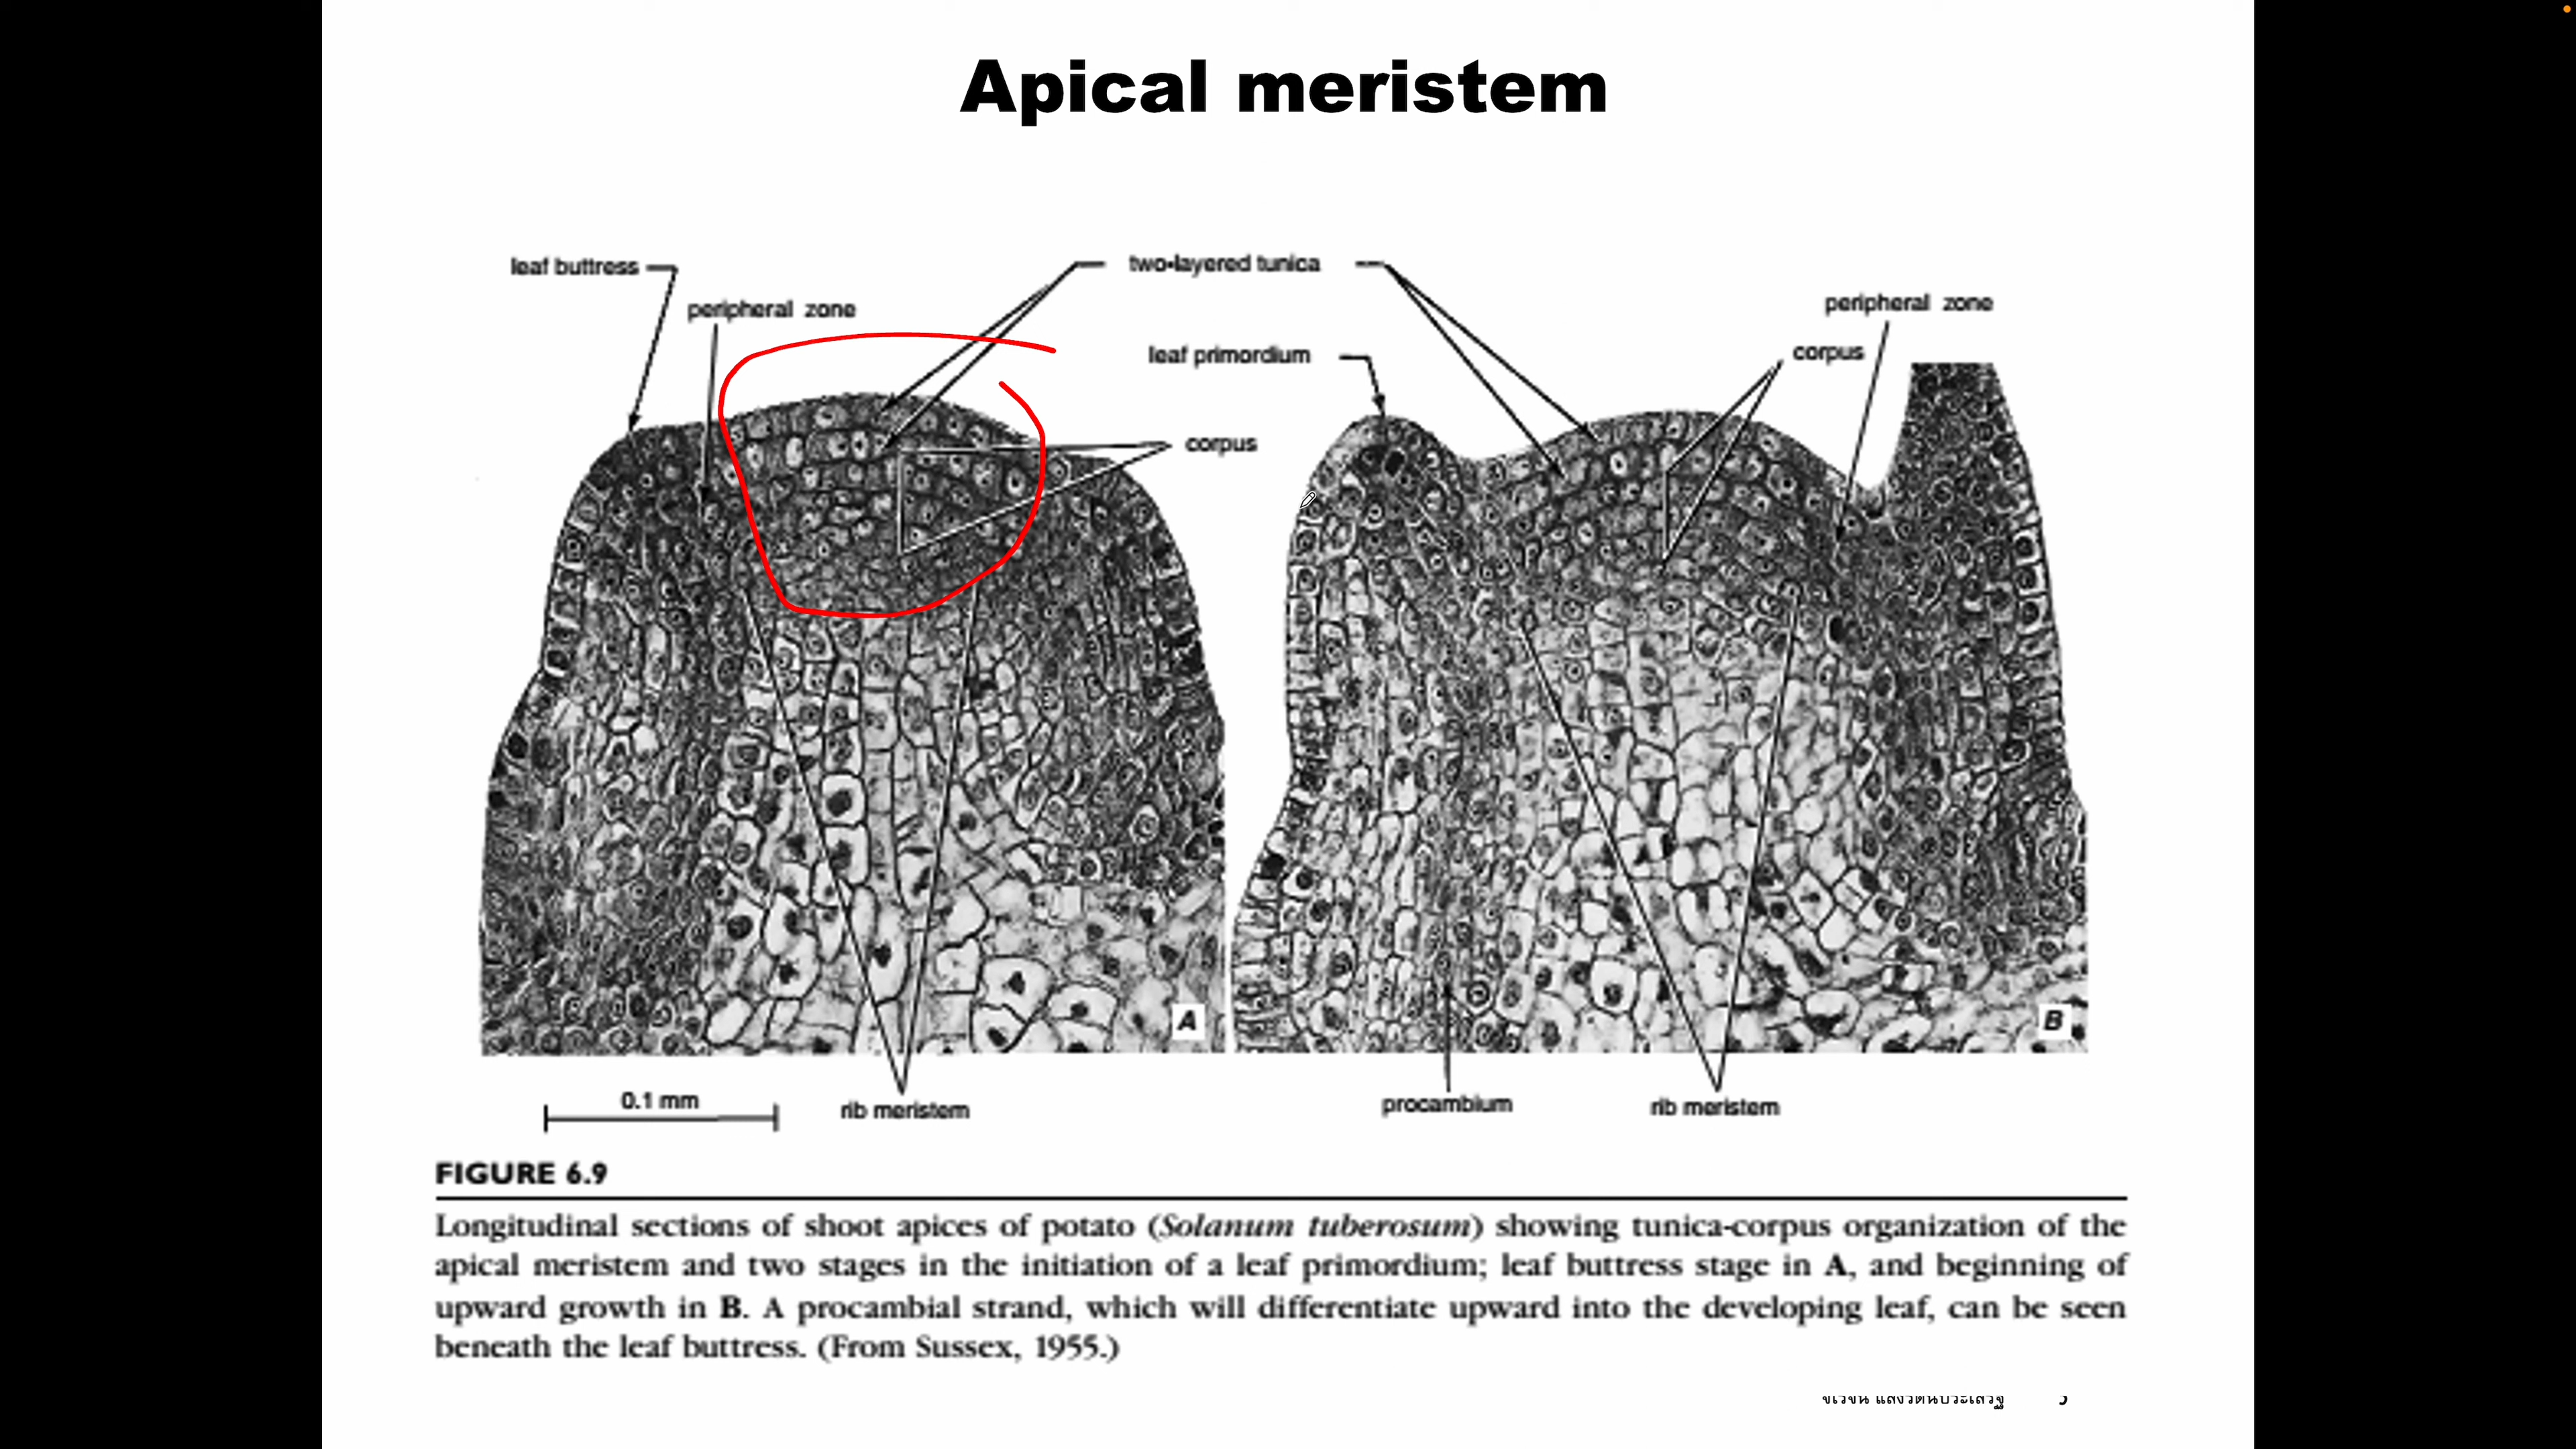 Apical meristem
leaf buttress
two-layered tunica
peripheral zone
peripheral zone
leaf primordium
corpus
corpus
A
B
0.1 mm
rib meristem
procambium
rib meristem
FIGURE 6.9
Longitudinal sections of shoot apices of potato (Solanum tuberosum) showing tunica-corpus organization of the
apical meristem and two stages in the initiation of a leaf primordium; leaf buttress stage in A, and beginning of
upward growth in B. A procambial strand, which will differentiate upward into the developing leaf, can be seen
beneath the leaf buttress. (From Sussex, 1955.)